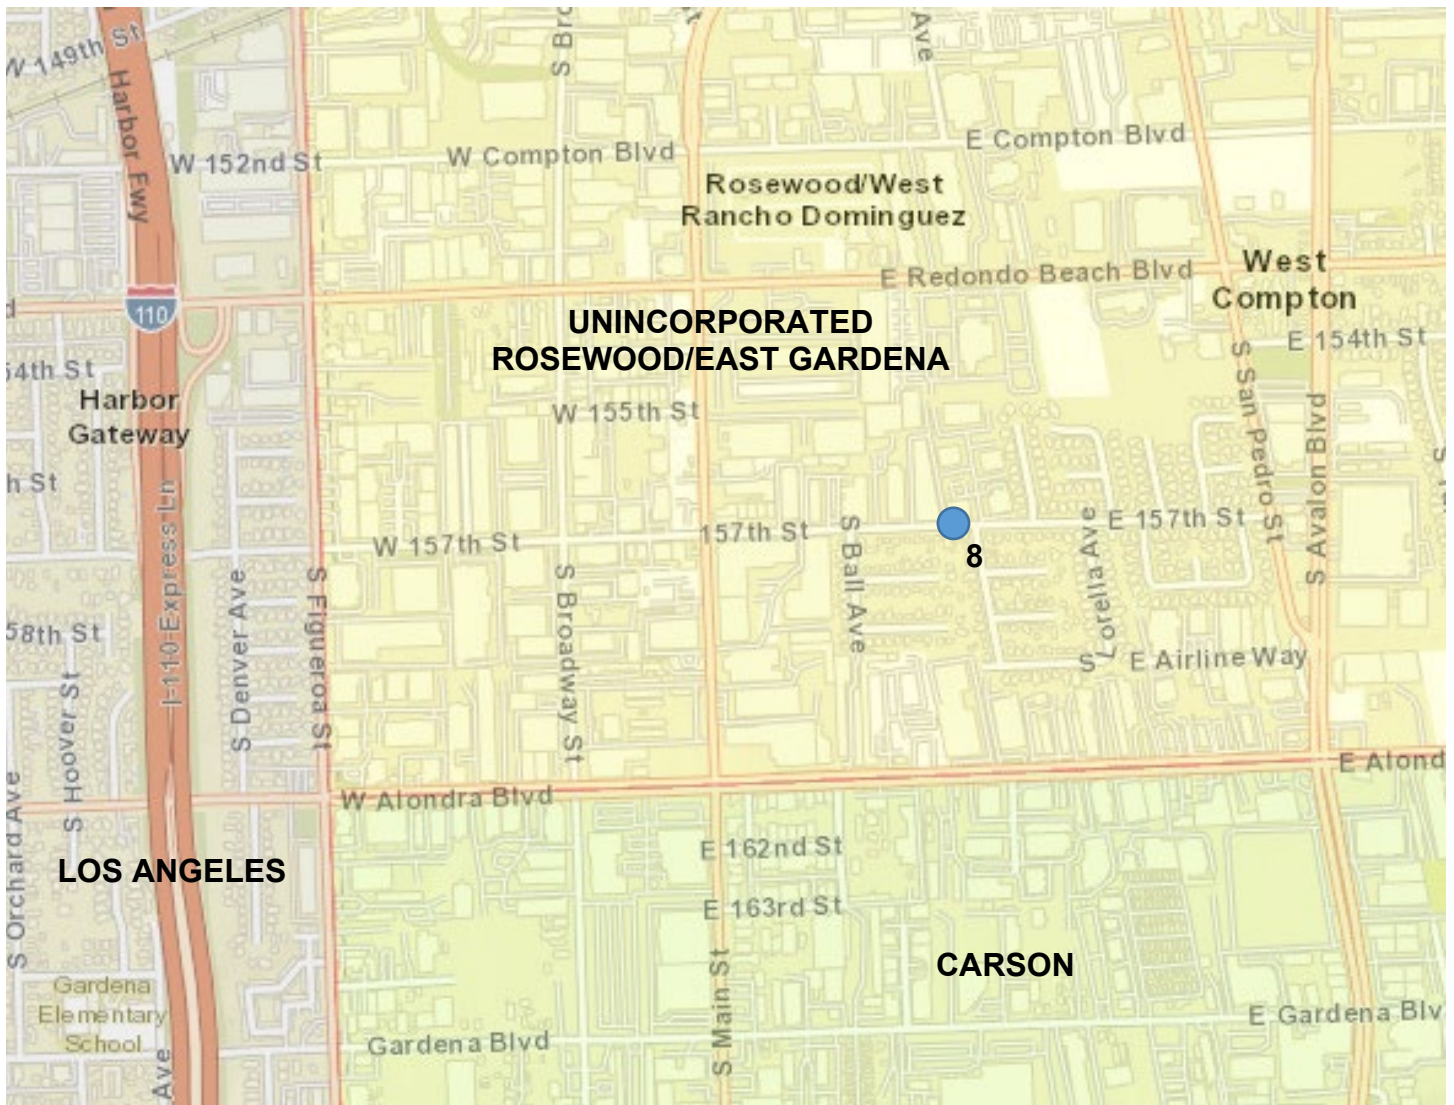 W 149th St
Harbor Fwy
S Bro
St
Ave
W 152nd St
W Compton Blvd
E Compton Blvd
Rosewood/West
Rancho Dominguez
E Redondo Beach Blvd
West
Compton
110
UNINCORPORATED
ROSEWOOD/EAST GARDENA
E 154th St
54th St
Harbor
Gateway
W 155th St
S San Pedro St
S Avalon Blvd
h St
I-110 Express Ln
W 157th St
157th St
S Ball Ave
8
E 157th St
Lorella Ave
S
E Airline Way
58th St
S Hoover St
S Denver Ave
S Figueroa St
S Broadway St
W Alondra Blvd
E Alond
S Orchard Ave
LOS ANGELES
E 162nd St
E 163rd St
CARSON
S Main St
Gardena
Elementary
School
Ave
Gardena Blvd
E Gardena Blv